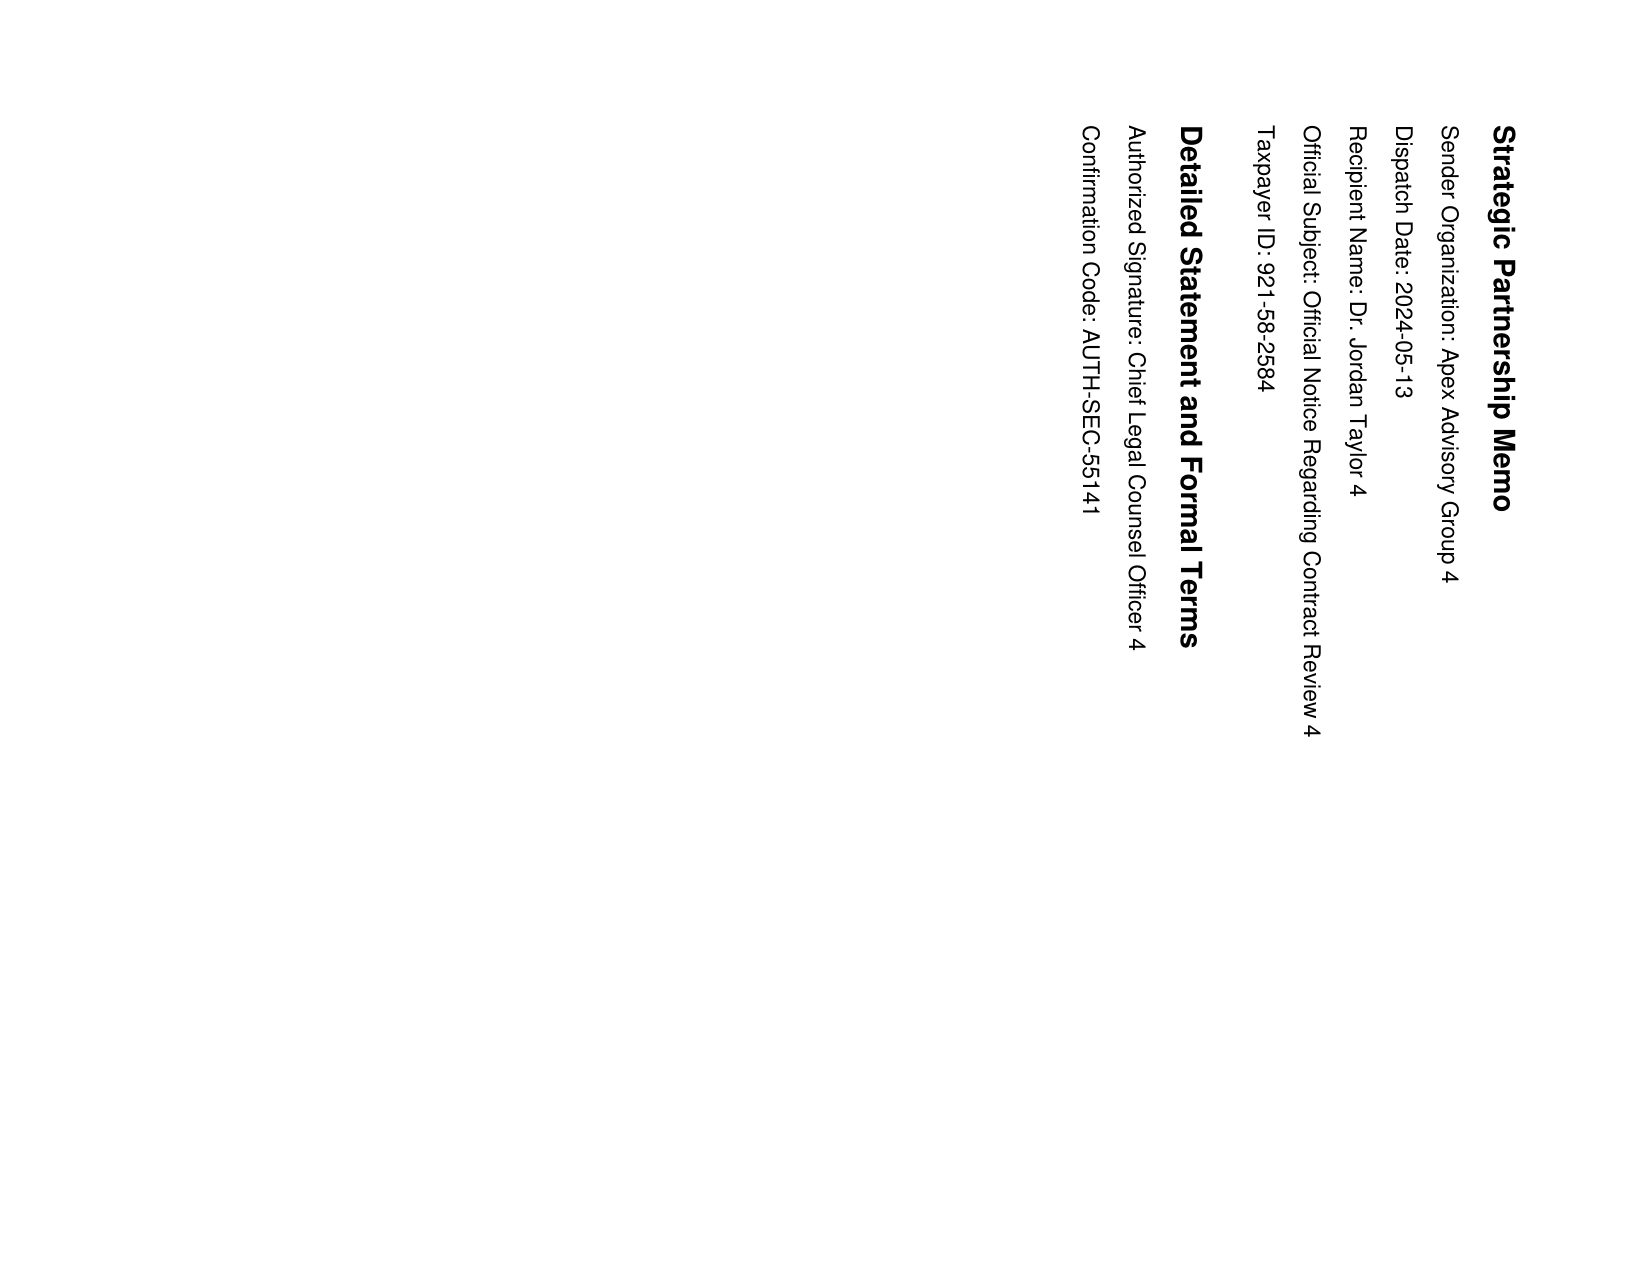 Strategic Partnership Memo
Sender Organization: Apex Advisory Group 4
Dispatch Date: 2024-05-13
Recipient Name: Dr. Jordan Taylor 4
Official Subject: Official Notice Regarding Contract Review 4
Taxpayer ID: 921-58-2584
Detailed Statement and Formal Terms
Authorized Signature: Chief Legal Counsel Officer 4
Confirmation Code: AUTH-SEC-55141